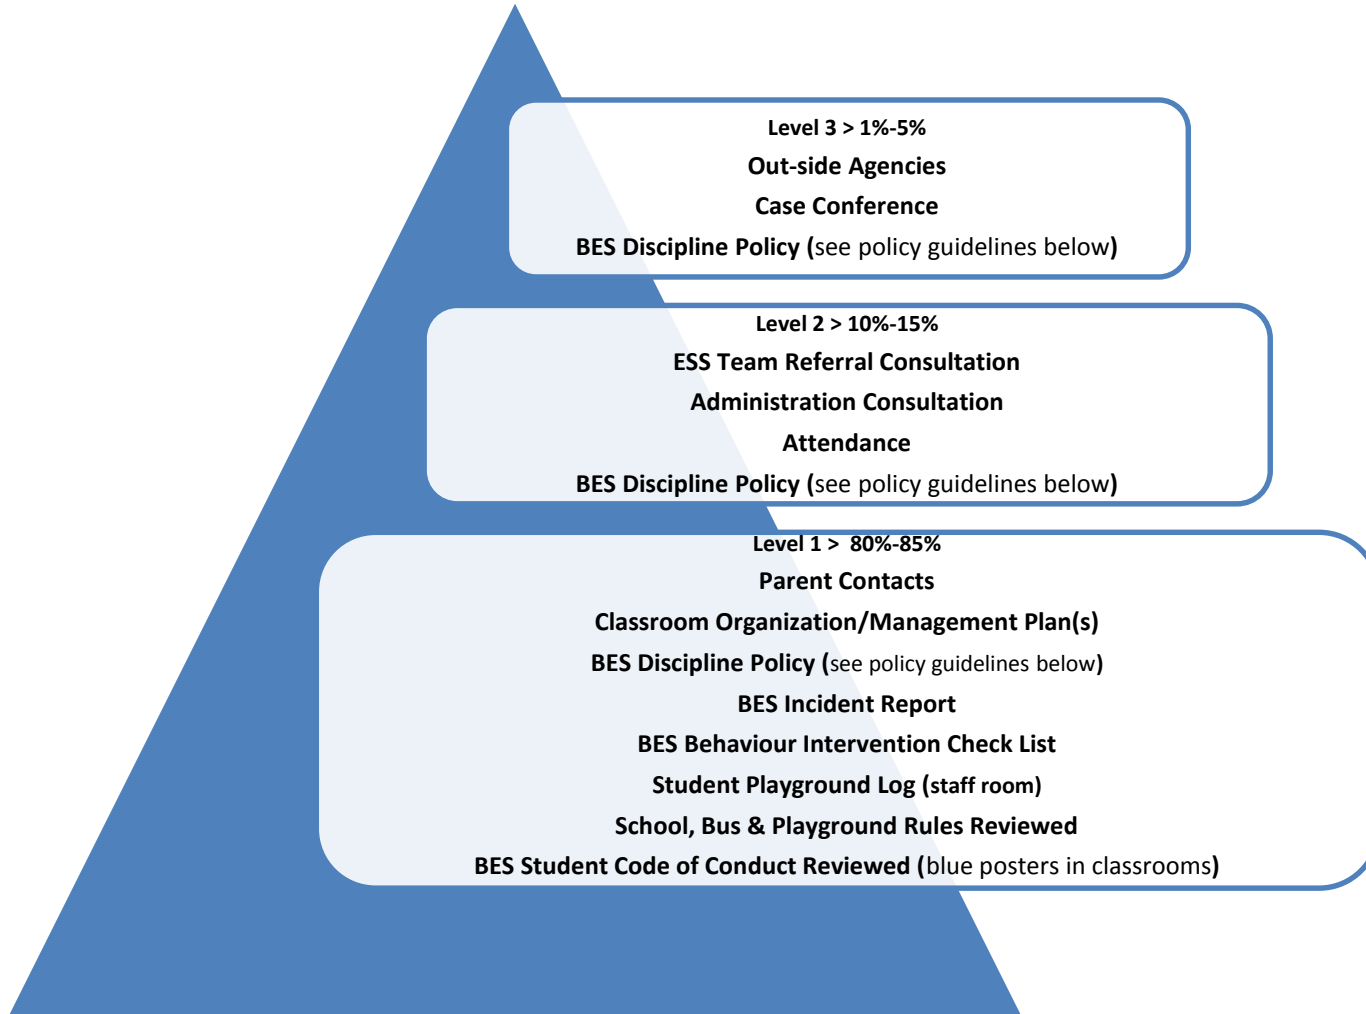 Level 3 > 1%-5%
Out-side Agencies
Case Conference
BES Discipline Policy (see policy guidelines below)
Level 2 > 10%-15%
ESS Team Referral Consultation
Administration Consultation
Attendance
BES Discipline Policy (see policy guidelines below)
Level 1 > 80%-85%
Parent Contacts
Classroom Organization/Management Plan(s)
BES Discipline Policy (see policy guidelines below)
BES Incident Report
BES Behaviour Intervention Check List
Student Playground Log (staff room)
School, Bus & Playground Rules Reviewed
BES Student Code of Conduct Reviewed (blue posters in classrooms)